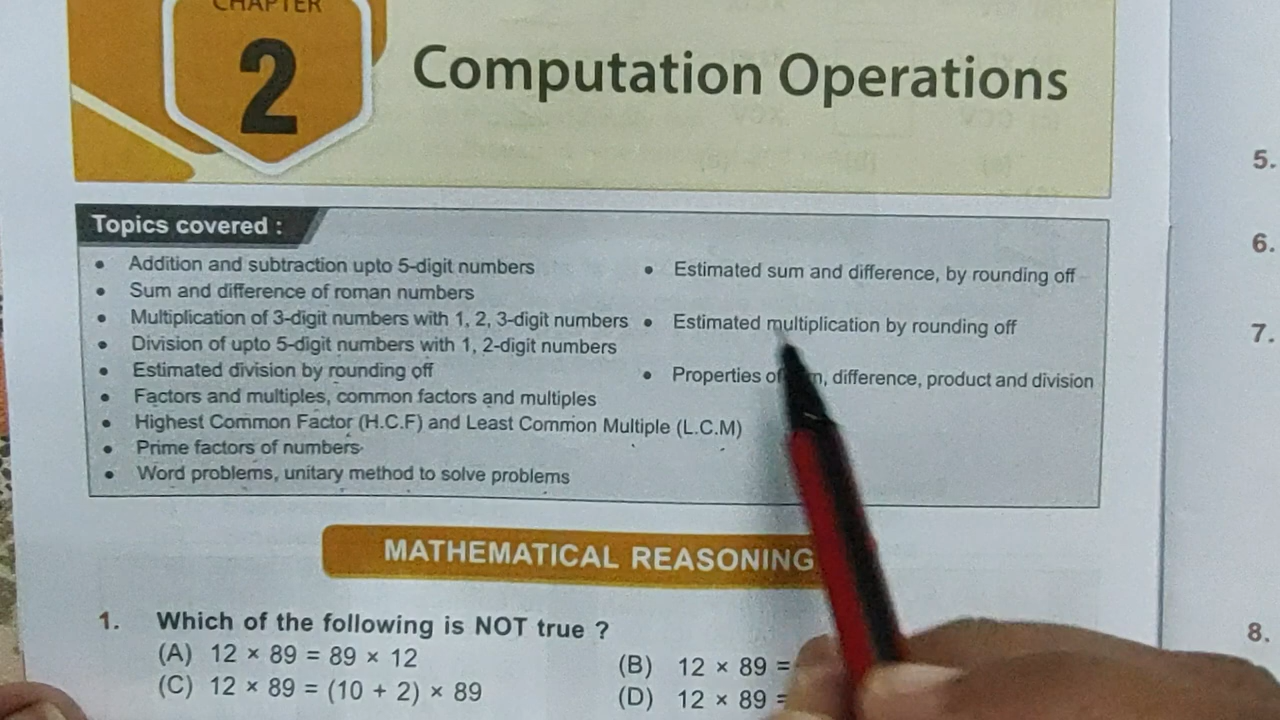 CHAPTER
2
Computation Operations
Topics covered :
• Addition and subtraction upto 5-digit numbers
• Sum and difference of roman numbers
• Multiplication of 3-digit numbers with 1, 2, 3-digit numbers
• Division of upto 5-digit numbers with 1, 2-digit numbers
• Estimated division by rounding off
• Factors and multiples, common factors and multiples
• Highest Common Factor (H.C.F) and Least Common Multiple (L.C.M)
• Prime factors of numbers
• Word problems, unitary method to solve problems
• Estimated sum and difference, by rounding off
• Estimated multiplication by rounding off
• Properties difference, product and division
MATHEMATICAL REASONING
1. Which of the following is NOT true ?
(A) 12 × 89 = 89 × 12
(B) 12 × 89 =
(C) 12 × 89 = (10 + 2) × 89
(D) 12 × 89 =
5.
6.
7.
8.